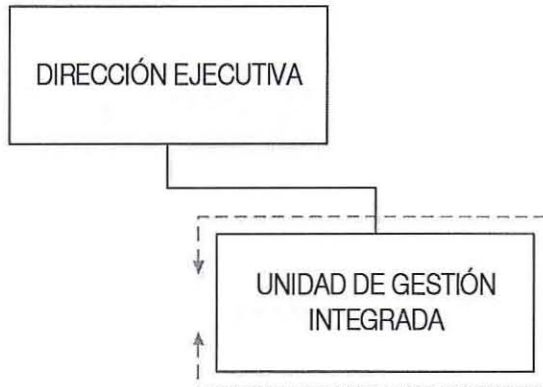 DIRECCIÓN EJECUTIVA
UNIDAD DE GESTIÓN
INTEGRADA